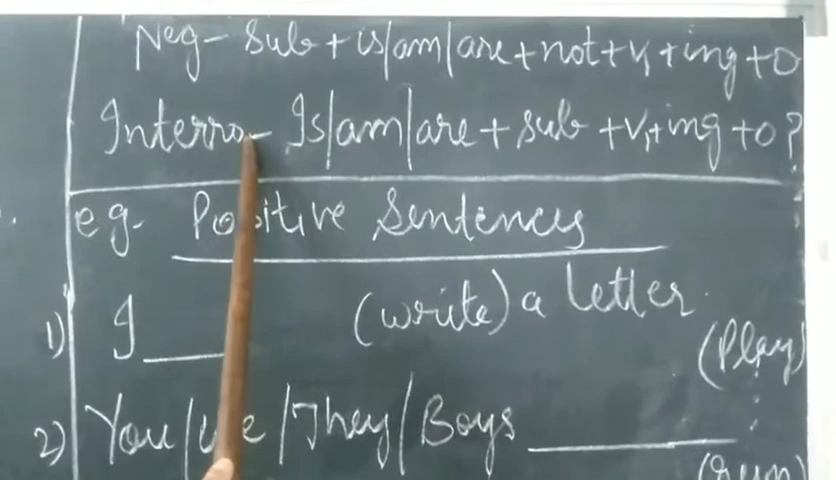 Neg- Sub + is/am/are + not + V1 + ing + O
Interro- Is/am/are + sub + V1 + ing + O ?
eg. Positive Sentences
1) I ____ (write) a letter.
(Play)
2) You/We/They/Boys ________
(run)